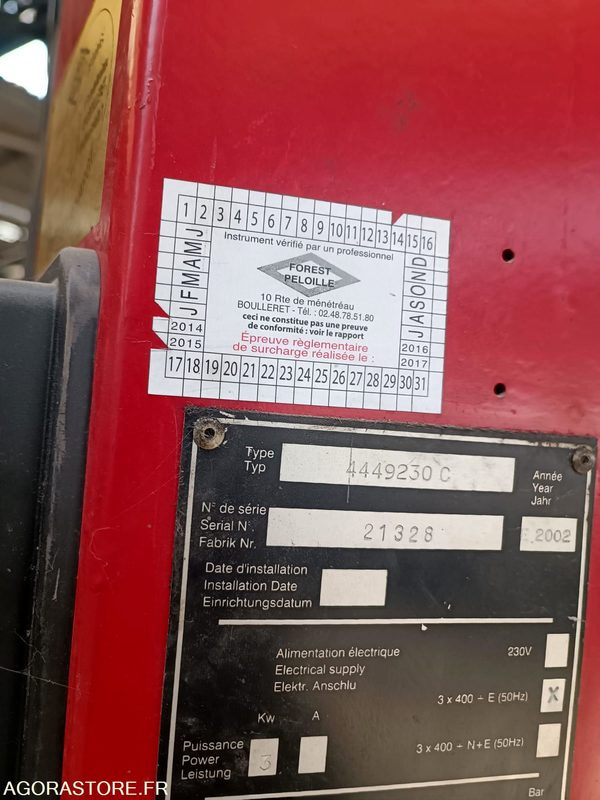 1 2 3 4 5 6 7 8 9 10 11 12 13 14 15 16
Instrument vérifié par un professionnel
FOREST
PELOILLE
10 Rte de ménétréau
BOULLERET - Tél. : 02.48.78.51.80
ceci ne constitue pas une preuve
de conformité : voir le rapport
Épreuve règlementaire
de surcharge réalisée le :
J F M A M J
2014
2015
J A S O N D
2016
2017
17 18 19 20 21 22 23 24 25 26 27 28 29 30 31
Type
Typ
4449230 C
Année
Year
Jahr
N° de série
Serial N°.
Fabrik Nr.
21328
2002
Date d'installation
Installation Date
Einrichtungsdatum
Alimentation électrique
Electrical supply
Elektr. Anschlu
230V
3 x 400 ÷ E (50Hz)
X
3 x 400 ÷ N+E (50Hz)
Kw
A
Puissance
Power
Leistung
3
Bar
AGORASTORE.FR